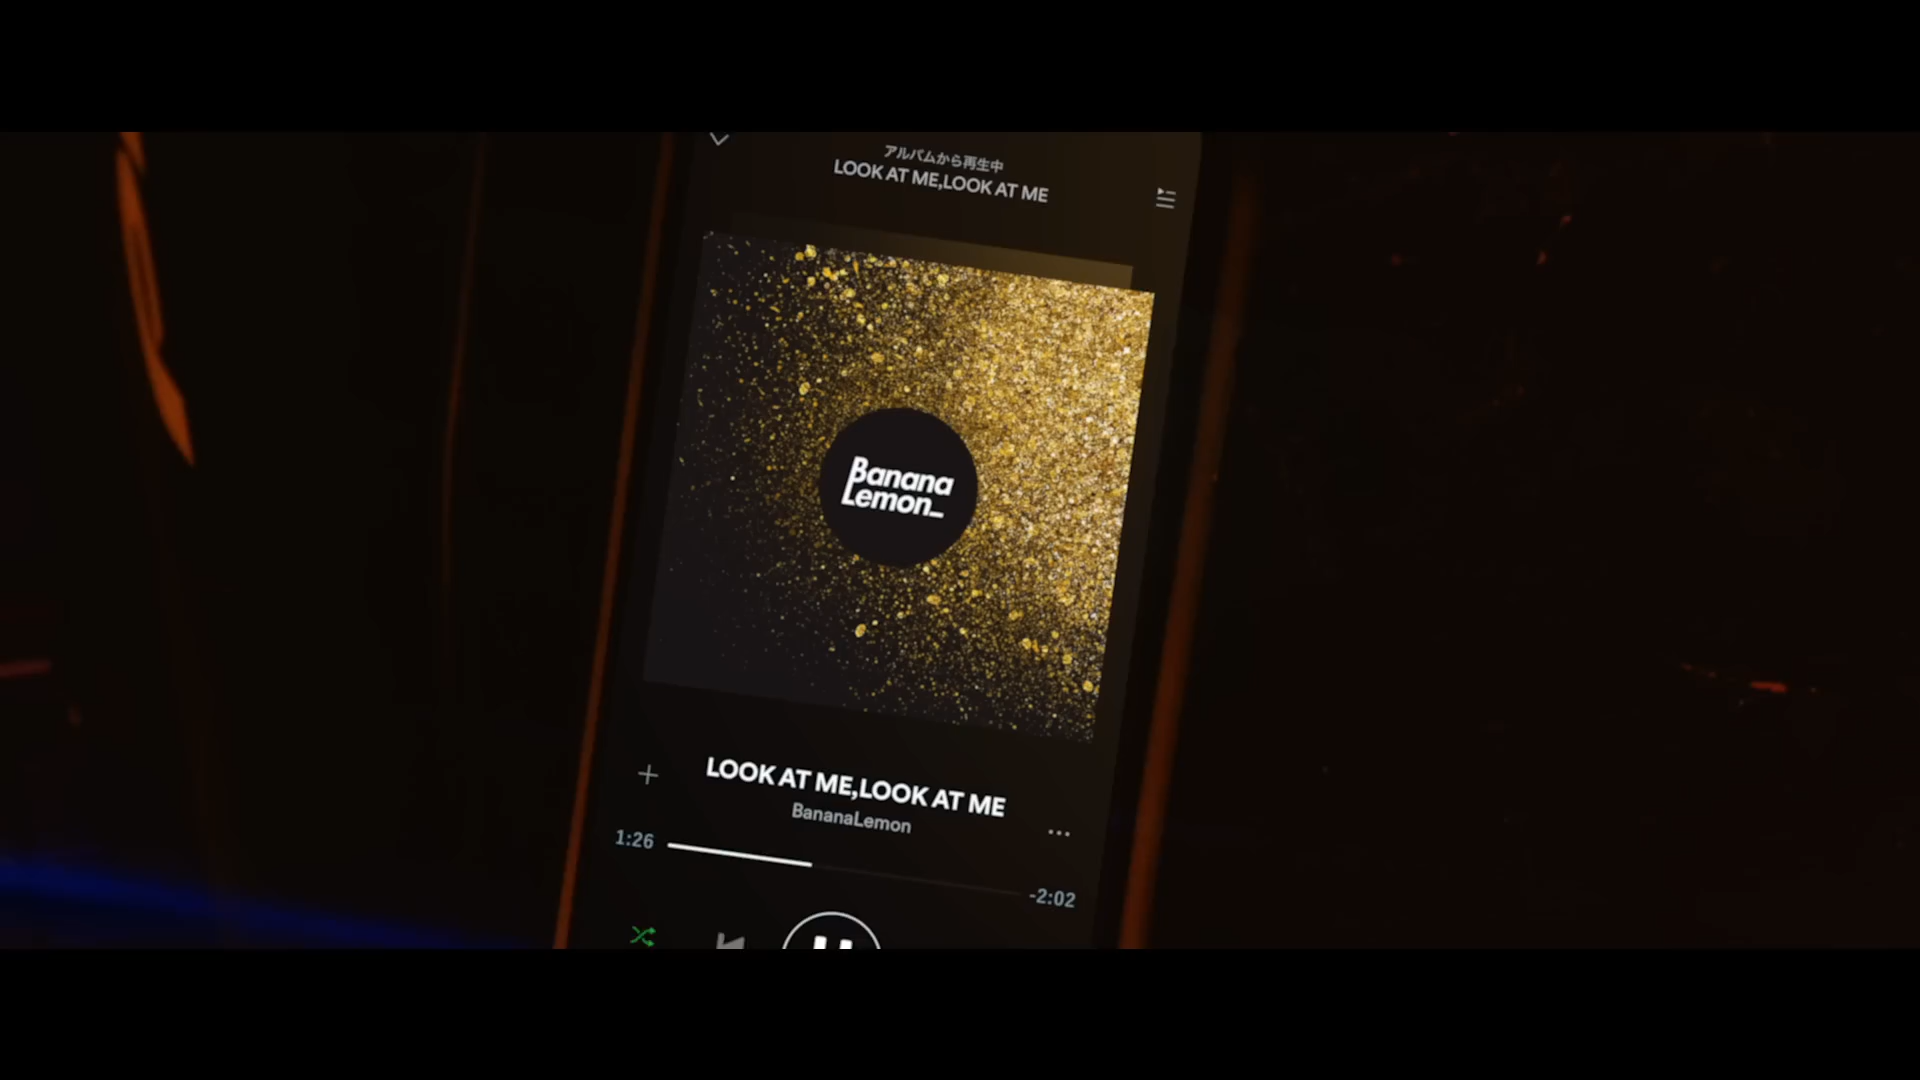 アルバムから再生中
LOOK AT ME,LOOK AT ME
Banana
Lemon_
LOOK AT ME,LOOK AT ME
BananaLemon
1:26
-2:02